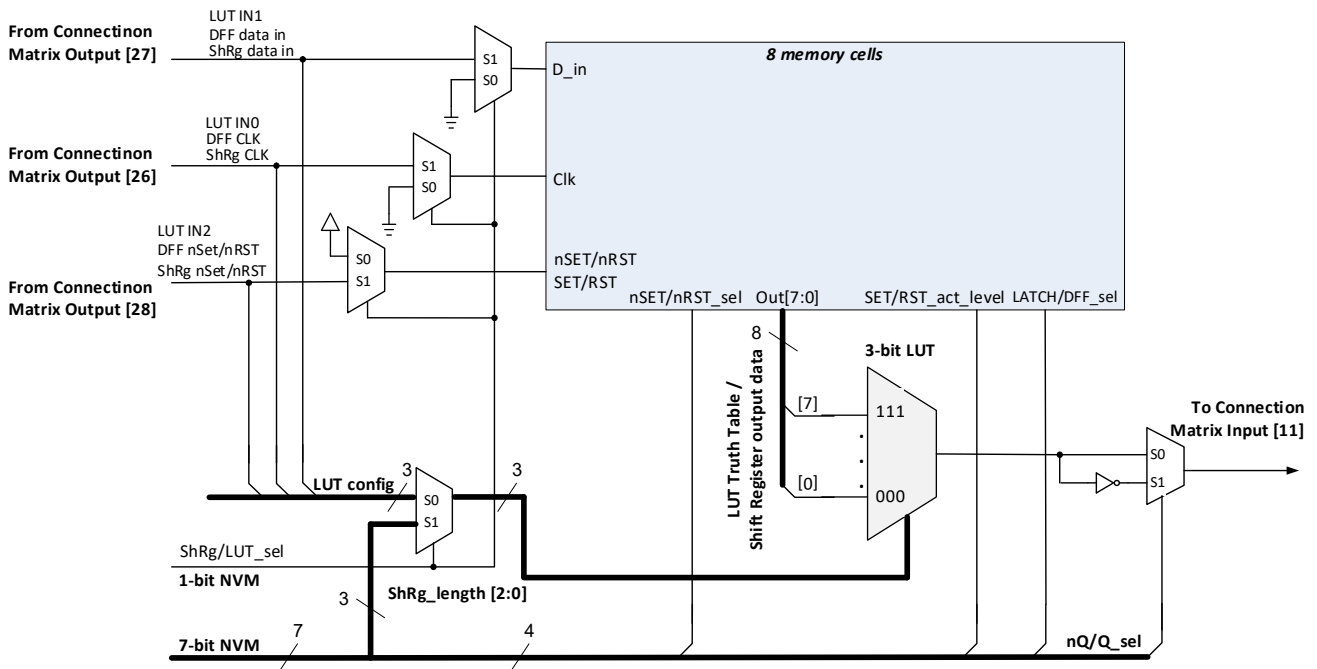 LUT IN1
DFF data in
ShRg data in
From Connectinon
Matrix Output [27]
S1
S0
8 memory cells
D_in
LUT IN0
DFF CLK
ShRg CLK
From Connectinon
Matrix Output [26]
S1
S0
Clk
LUT IN2
DFF nSet/nRST
ShRg nSet/nRST
From Connectinon
Matrix Output [28]
S0
S1
nSET/nRST
SET/RST
nSET/nRST_sel
Out[7:0]
SET/RST_act_level
LATCH/DFF_sel
8
LUT Truth Table /
Shift Register output data
3-bit LUT
[7]
111
[0]
000
To Connection
Matrix Input [11]
S0
S1
LUT config
3
S0
S1
3
ShRg/LUT_sel
1-bit NVM
ShRg_length [2:0]
3
7-bit NVM
7
4
nQ/Q_sel